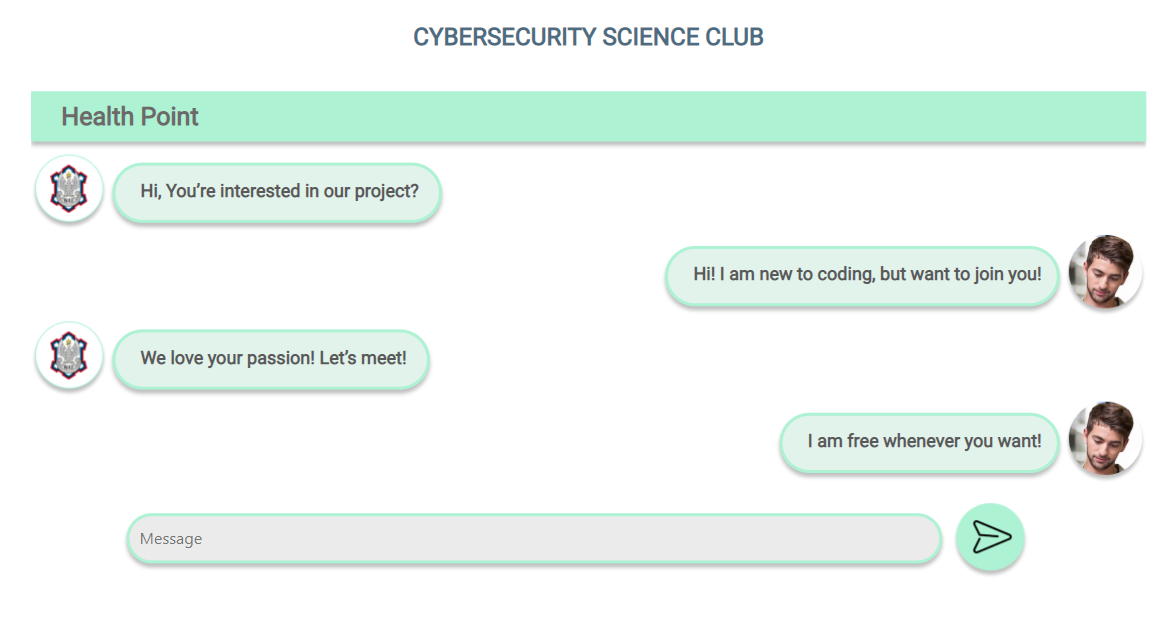 CYBERSECURITY SCIENCE CLUB
Health Point
Hi, You’re interested in our project?
Hi! I am new to coding, but want to join you!
We love your passion! Let’s meet!
I am free whenever you want!
Message